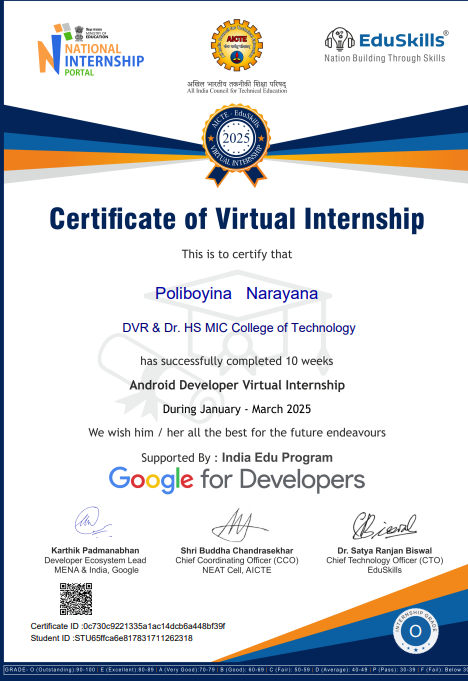 NATIONAL
INTERNSHIP
PORTAL
MINISTRY OF
EDUCATION
AICTE
अखिल भारतीय तकनीकी शिक्षा परिषद्
All India Council for Technical Education
EduSkills®
Nation Building Through Skills
AICTE - EduSkills
2025
VIRTUAL INTERNSHIP
Certificate of Virtual Internship
This is to certify that
Poliboyina Narayana
DVR & Dr. HS MIC College of Technology
has successfully completed 10 weeks
Android Developer Virtual Internship
During January - March 2025
We wish him / her all the best for the future endeavours
Supported By : India Edu Program
Google for Developers
Karthik Padmanabhan
Developer Ecosystem Lead
MENA & India, Google
Shri Buddha Chandrasekhar
Chief Coordinating Officer (CCO)
NEAT Cell, AICTE
Dr. Satya Ranjan Biswal
Chief Technology Officer (CTO)
EduSkills
Certificate ID :0c730c9221335a1ac14dcb6a448bf39f
Student ID :STU65ffca6e817831711262318
INTERNSHIP GRADE
O
GRADE- O (Outstanding):90-100 | E (Excellent):80-89 | A (Very Good):70-79 | B (Good): 60-69 | C (Fair): 50-59 | D (Average): 40-49 | P (Pass): 30-39 | F (Fail): Below 30